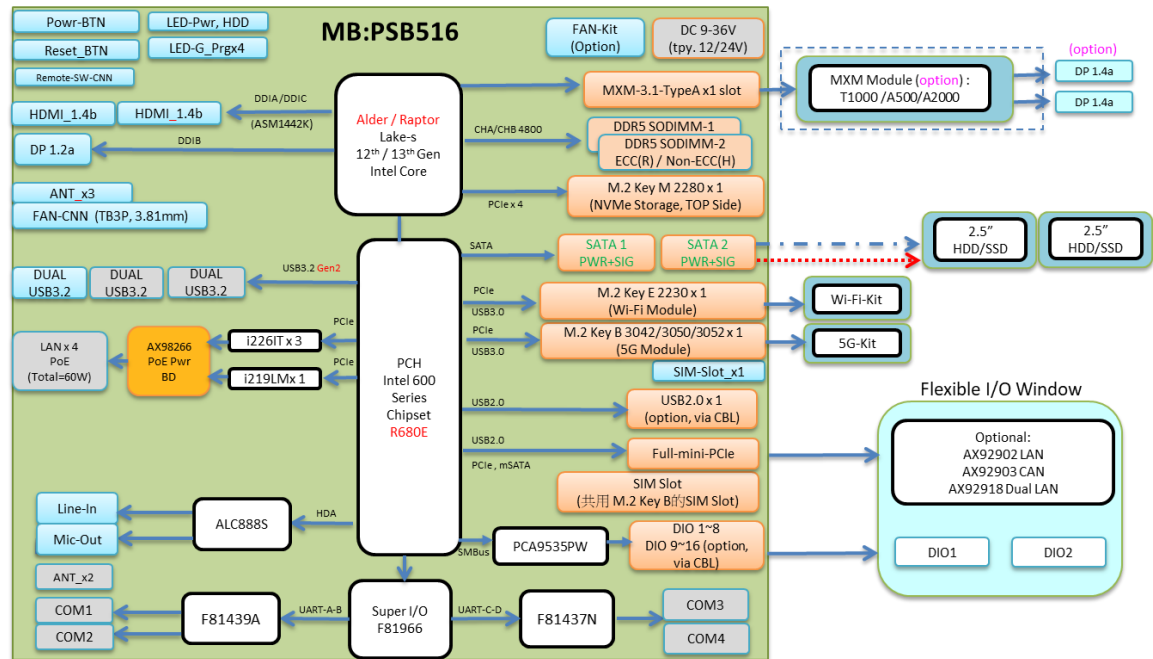 MB:PSB516
Powr-BTN
LED-Pwr, HDD
Reset_BTN
LED-G_Prgx4
Remote-SW-CNN
FAN-Kit
(Option)
DC 9-36V
(tpy. 12/24V)
HDMI_1.4b
HDMI_1.4b
DDIA/DDIC
(ASM1442K)
DP 1.2a
DDIB
ANT_x3
FAN-CNN (TB3P, 3.81mm)
Alder / Raptor
Lake-s
12th / 13th Gen
Intel Core
MXM-3.1-TypeA x1 slot
CHA/CHB 4800
DDR5 SODIMM-1
DDR5 SODIMM-2
ECC(R) / Non-ECC(H)
PCIe x 4
M.2 Key M 2280 x 1
(NVMe Storage, TOP Side)
MXM Module (option) :
T1000 /A500/A2000
(option)
DP 1.4a
DP 1.4a
SATA
SATA 1
PWR+SIG
SATA 2
PWR+SIG
2.5”
HDD/SSD
2.5”
HDD/SSD
DUAL
USB3.2
DUAL
USB3.2
DUAL
USB3.2
USB3.2 Gen2
PCIe
USB3.0
M.2 Key E 2230 x 1
(Wi-Fi Module)
Wi-Fi-Kit
PCIe
USB3.0
M.2 Key B 3042/3050/3052 x 1
(5G Module)
5G-Kit
SIM-Slot_x1
LAN x 4
PoE
(Total=60W)
AX98266
PoE Pwr
BD
i226IT x 3
PCIe
i219LMx 1
PCIe
PCH
Intel 600
Series
Chipset
R680E
USB2.0
USB2.0 x 1
(option, via CBL)
USB2.0
PCIe , mSATA
Full-mini-PCIe
SIM Slot
(共用 M.2 Key B的SIM Slot)
Flexible I/O Window
Optional:
AX92902 LAN
AX92903 CAN
AX92918 Dual LAN
DIO1
DIO2
Line-In
Mic-Out
ALC888S
HDA
SMBus
PCA9535PW
DIO 1~8
DIO 9~16 (option,
via CBL)
ANT_x2
COM1
COM2
F81439A
UART-A-B
Super I/O
F81966
UART-C-D
F81437N
COM3
COM4